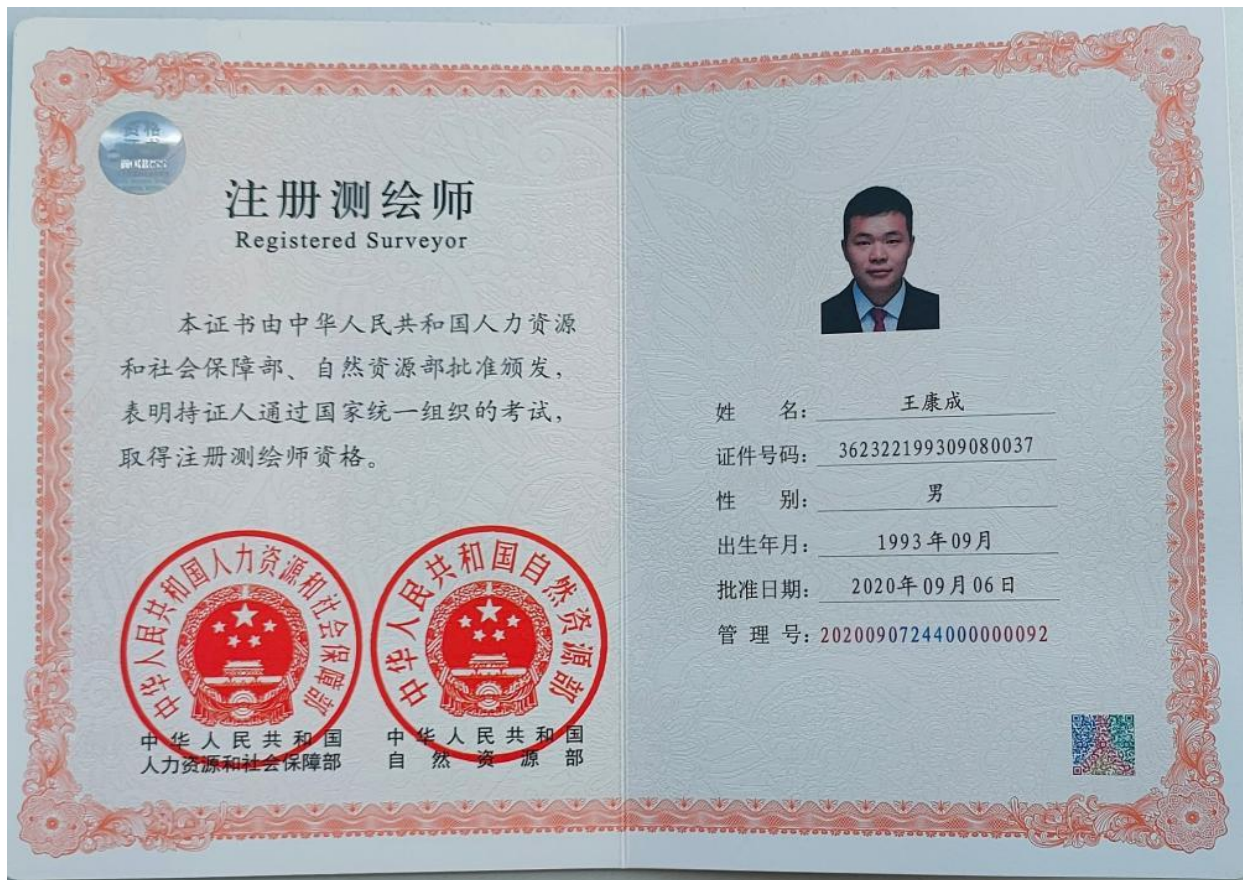 资格
注册测绘师
Registered Surveyor
本证书由中华人民共和国人力资源
和社会保障部、自然资源部批准颁发，
表明持证人通过国家统一组织的考试，
取得注册测绘师资格。
中华人民共和国人力资源和社会保障部
中华人民共和国自然资源部
中华人民共和国
人力资源和社会保障部
中华人民共和国
自然资源部
姓名：王康成
证件号码：362322199309080037
性别：男
出生年月：1993年09月
批准日期：2020年09月06日
管理号：20200907244000000092